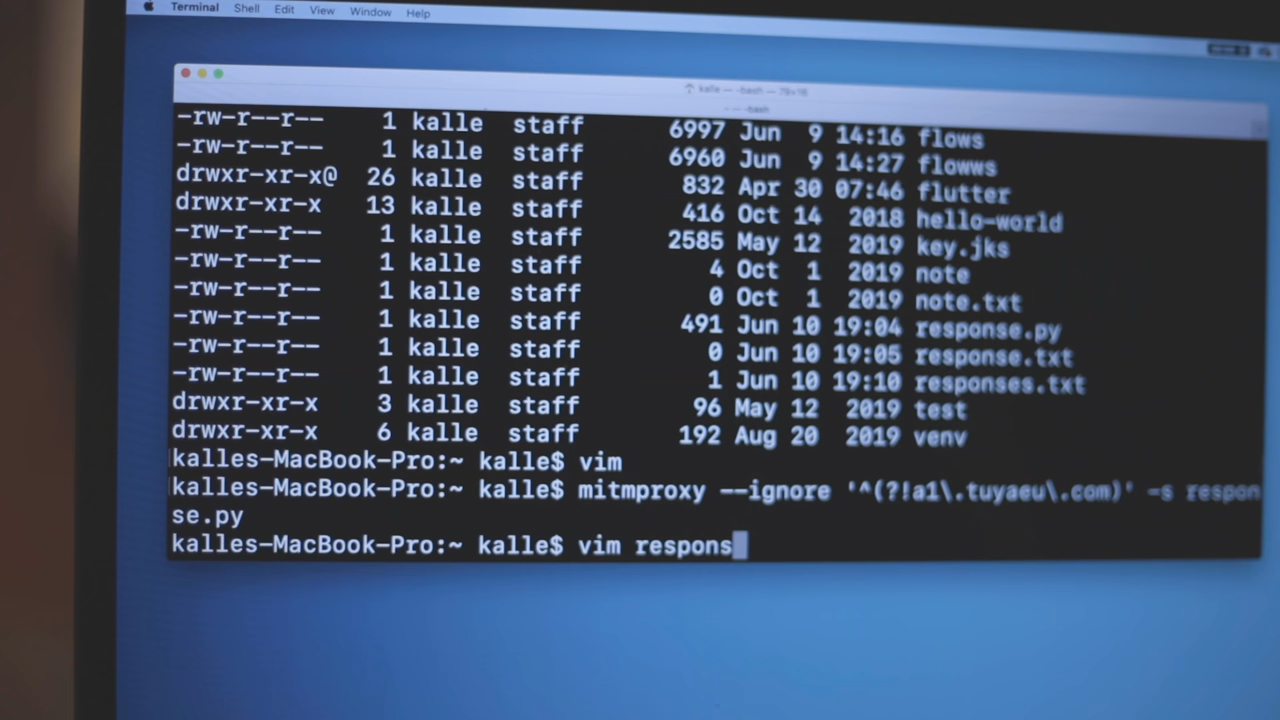 Terminal Shell Edit View Window Help
kalle — -bash — 79×16
-bash
-rw-r--r-- 1 kalle staff 6997 Jun 9 14:16 flows
-rw-r--r-- 1 kalle staff 6960 Jun 9 14:27 flowws
drwxr-xr-x@ 26 kalle staff 832 Apr 30 07:46 flutter
drwxr-xr-x 13 kalle staff 416 Oct 14 2018 hello-world
-rw-r--r-- 1 kalle staff 2585 May 12 2019 key.jks
-rw-r--r-- 1 kalle staff 4 Oct 1 2019 note
-rw-r--r-- 1 kalle staff 0 Oct 1 2019 note.txt
-rw-r--r-- 1 kalle staff 491 Jun 10 19:04 response.py
-rw-r--r-- 1 kalle staff 0 Jun 10 19:05 response.txt
-rw-r--r-- 1 kalle staff 1 Jun 10 19:10 responses.txt
drwxr-xr-x 3 kalle staff 96 May 12 2019 test
drwxr-xr-x 6 kalle staff 192 Aug 20 2019 venv
kalles-MacBook-Pro:~ kalle$ vim
kalles-MacBook-Pro:~ kalle$ mitmproxy --ignore '^(?!a1\.tuyaeu\.com)' -s respon
se.py
kalles-MacBook-Pro:~ kalle$ vim respons